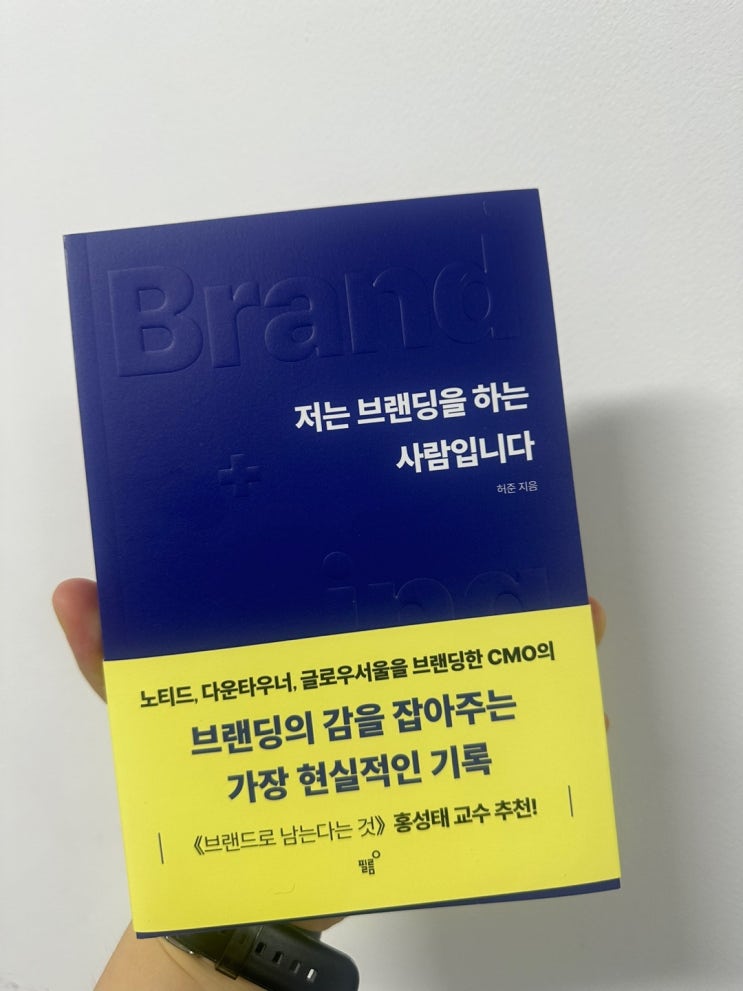 Brand
저는 브랜딩을 하는
사람입니다
+
허준 지음
ing
노티드, 다운타우너, 글로우서울을 브랜딩한 CMO의
브랜딩의 감을 잡아주는
가장 현실적인 기록
《브랜드로 남는다는 것》 홍성태 교수 추천!
필름